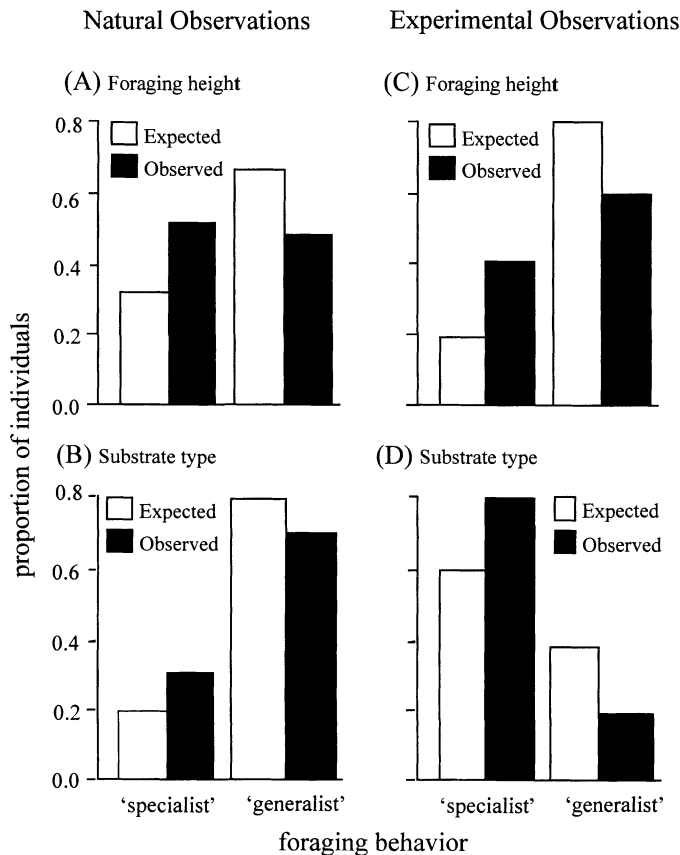 Natural Observations
Experimental Observations
(A) Foraging height
(C) Foraging height
0.8
Expected
Observed
0.6
0.4
0.2
0.0
Expected
Observed
proportion of individuals
(B) Substrate type
(D) Substrate type
0.8
Expected
Observed
0.6
0.4
0.2
0.0
Expected
Observed
‘specialist’ ‘generalist’
‘specialist’ ‘generalist’
foraging behavior